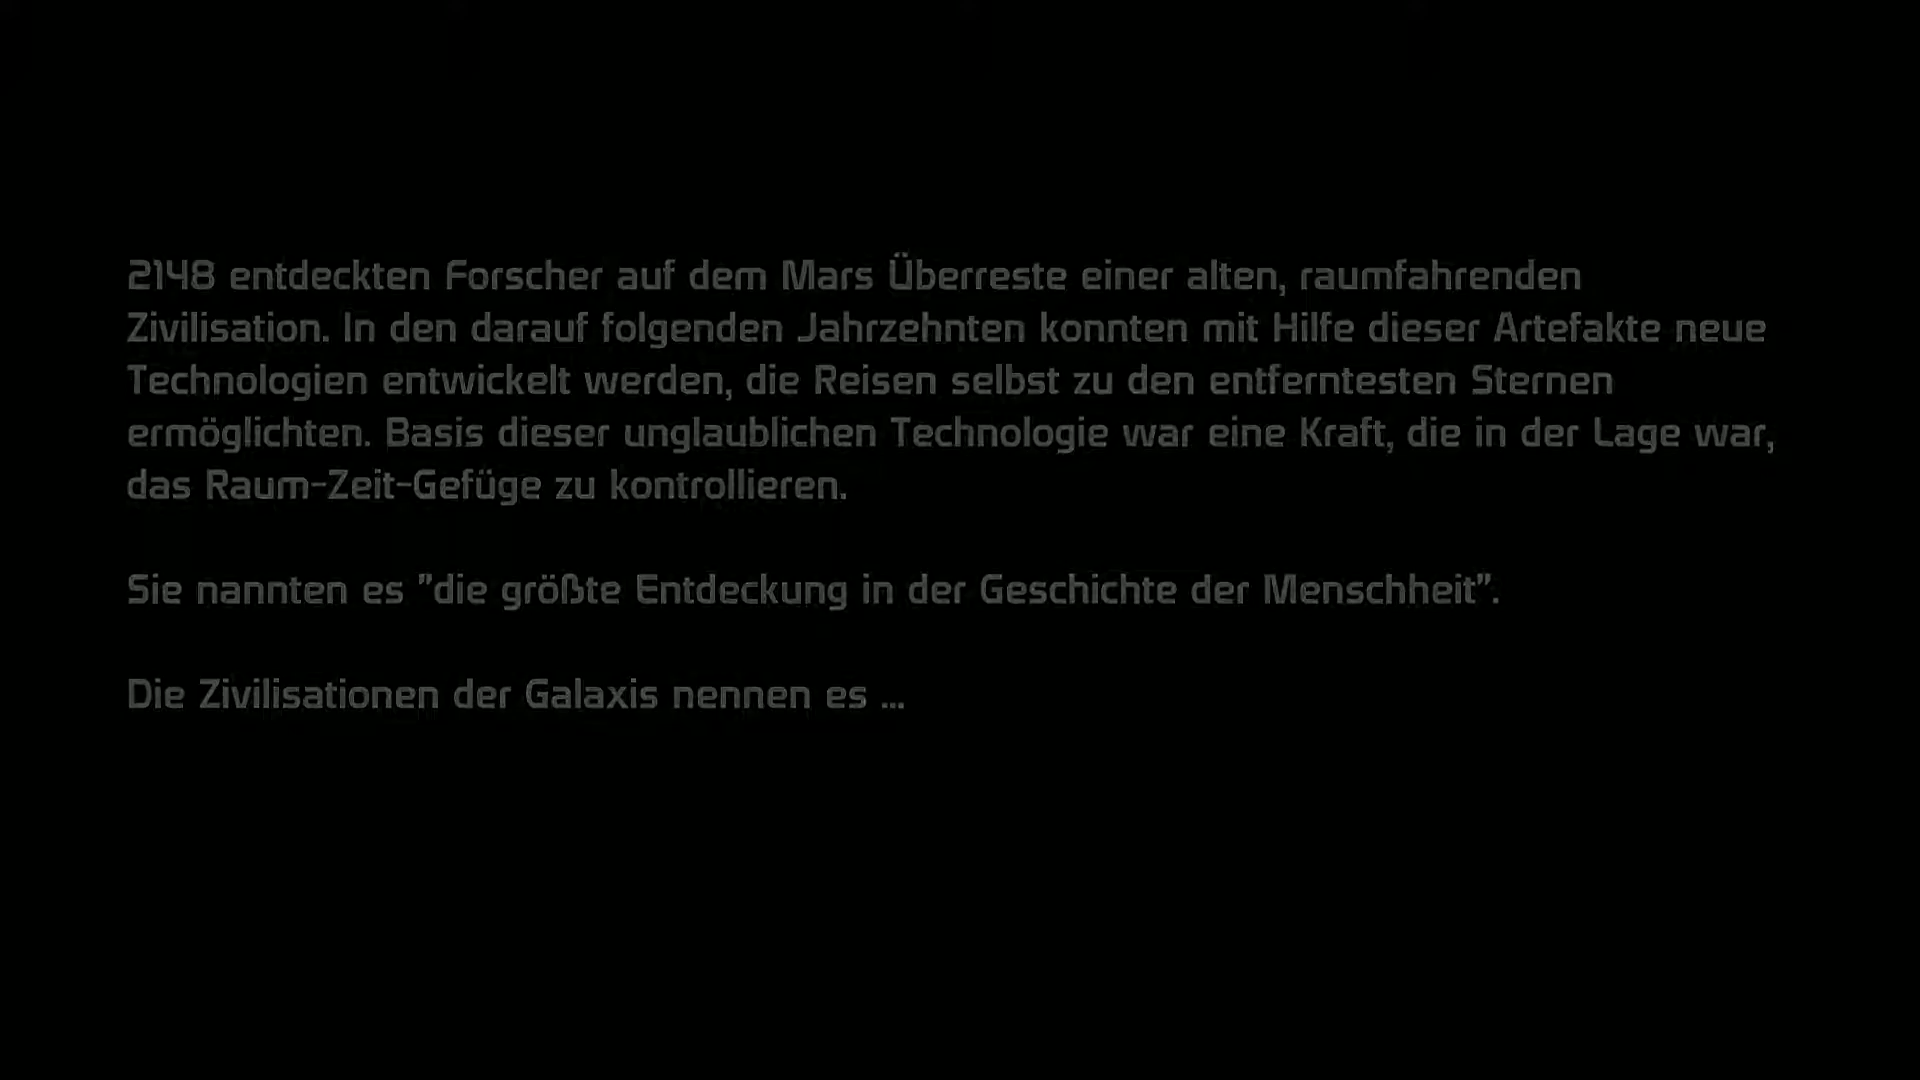 2148 entdeckten Forscher auf dem Mars Überreste einer alten, raumfahrenden
Zivilisation. In den darauf folgenden Jahrzehnten konnten mit Hilfe dieser Artefakte neue
Technologien entwickelt werden, die Reisen selbst zu den entferntesten Sternen
ermöglichten. Basis dieser unglaublichen Technologie war eine Kraft, die in der Lage war,
das Raum-Zeit-Gefüge zu kontrollieren.
Sie nannten es "die größte Entdeckung in der Geschichte der Menschheit".
Die Zivilisationen der Galaxis nennen es ...